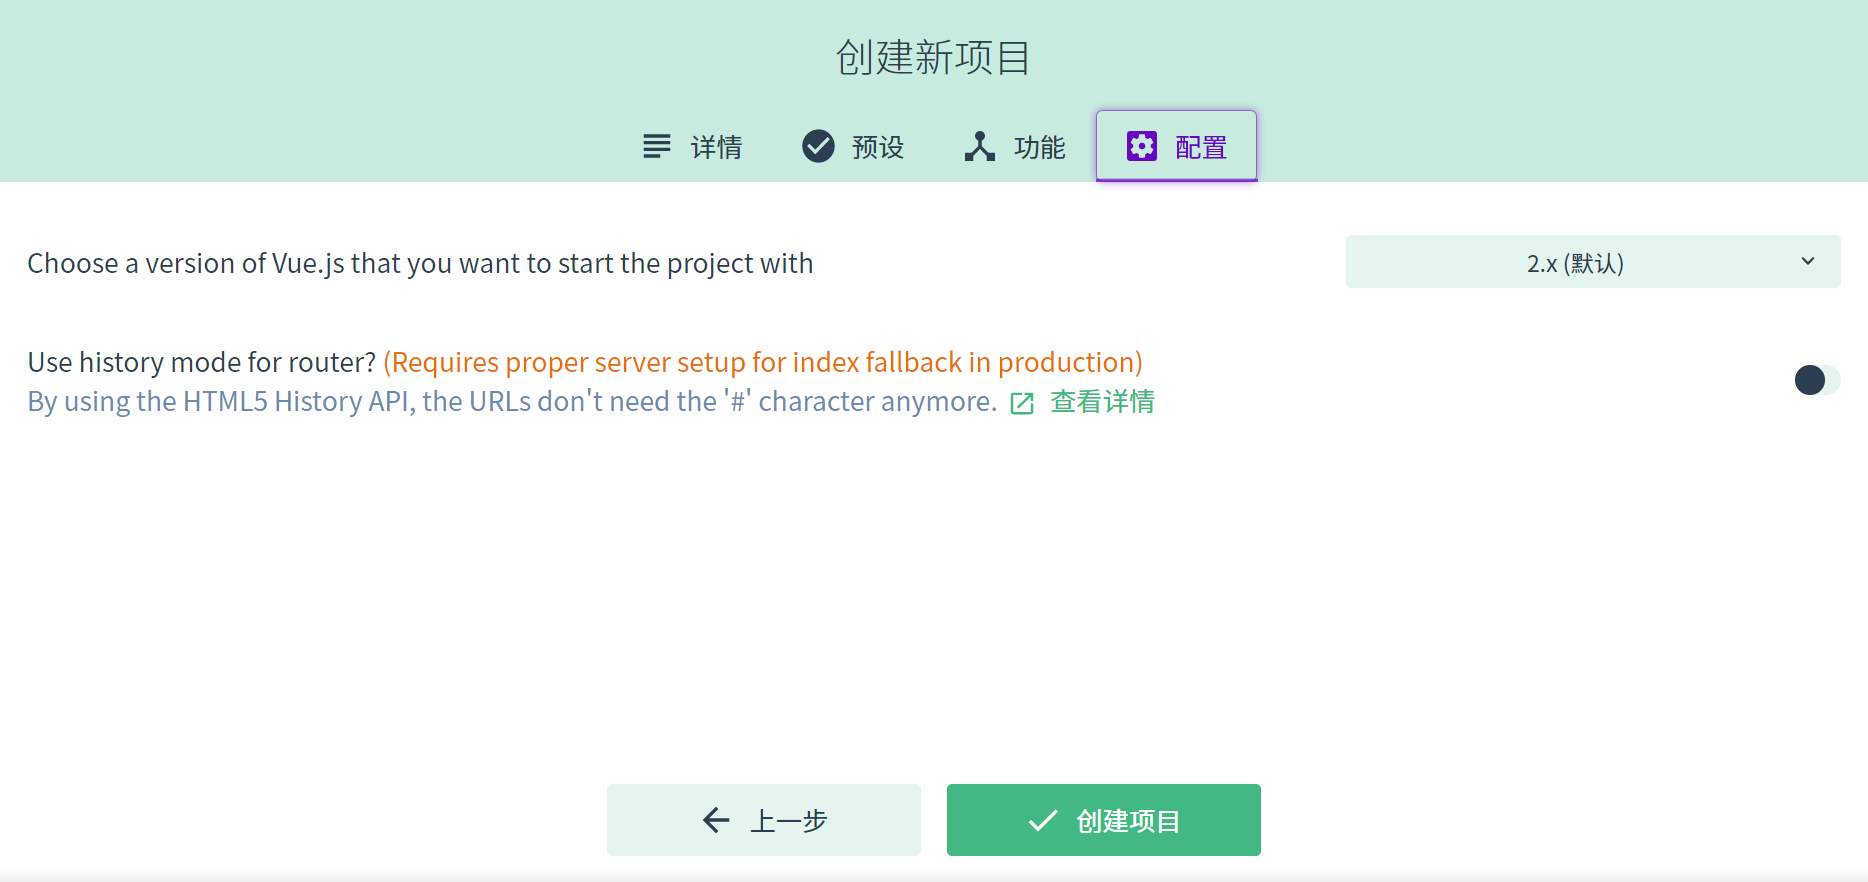 创建新项目
详情 预设 功能 配置
Choose a version of Vue.js that you want to start the project with 2.x (默认)
Use history mode for router? (Requires proper server setup for index fallback in production)
By using the HTML5 History API, the URLs don't need the '#' character anymore. 查看详情
上一步 创建项目